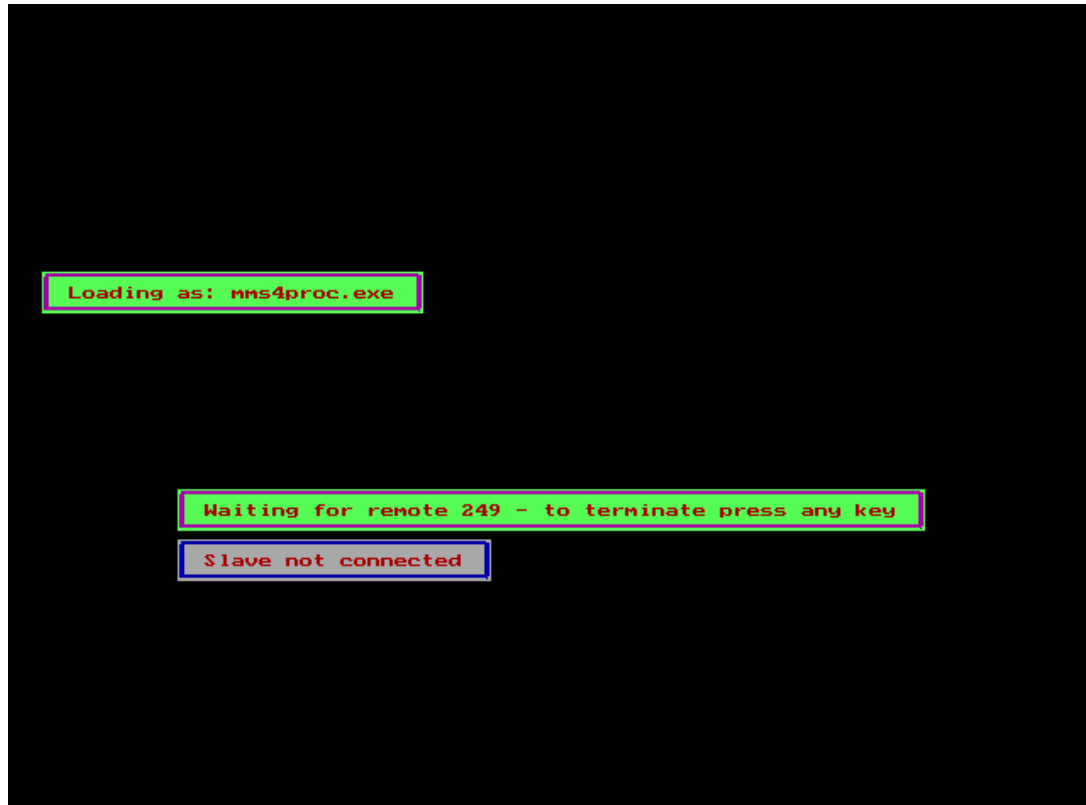 Loading as: mms4proc.exe
Waiting for remote 249 - to terminate press any key
Slave not connected